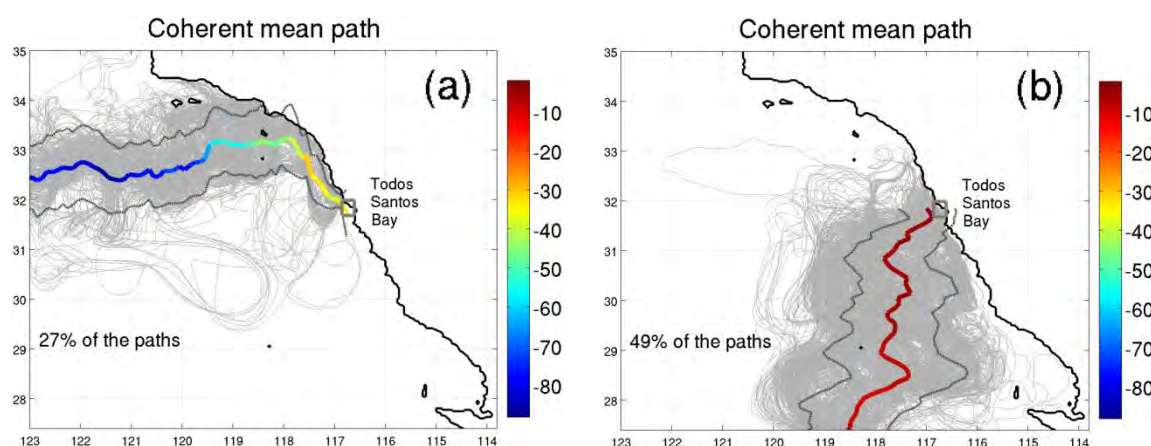 Coherent mean path
(a)
35
34
33
32
31
30
29
28
123 122 121 120 119 118 117 116 115 114
Todos
Santos
Bay
27% of the paths
-10
-20
-30
-40
-50
-60
-70
-80
Coherent mean path
(b)
35
34
33
32
31
30
29
28
123 122 121 120 119 118 117 116 115 114
Todos
Santos
Bay
49% of the paths
-10
-20
-30
-40
-50
-60
-70
-80